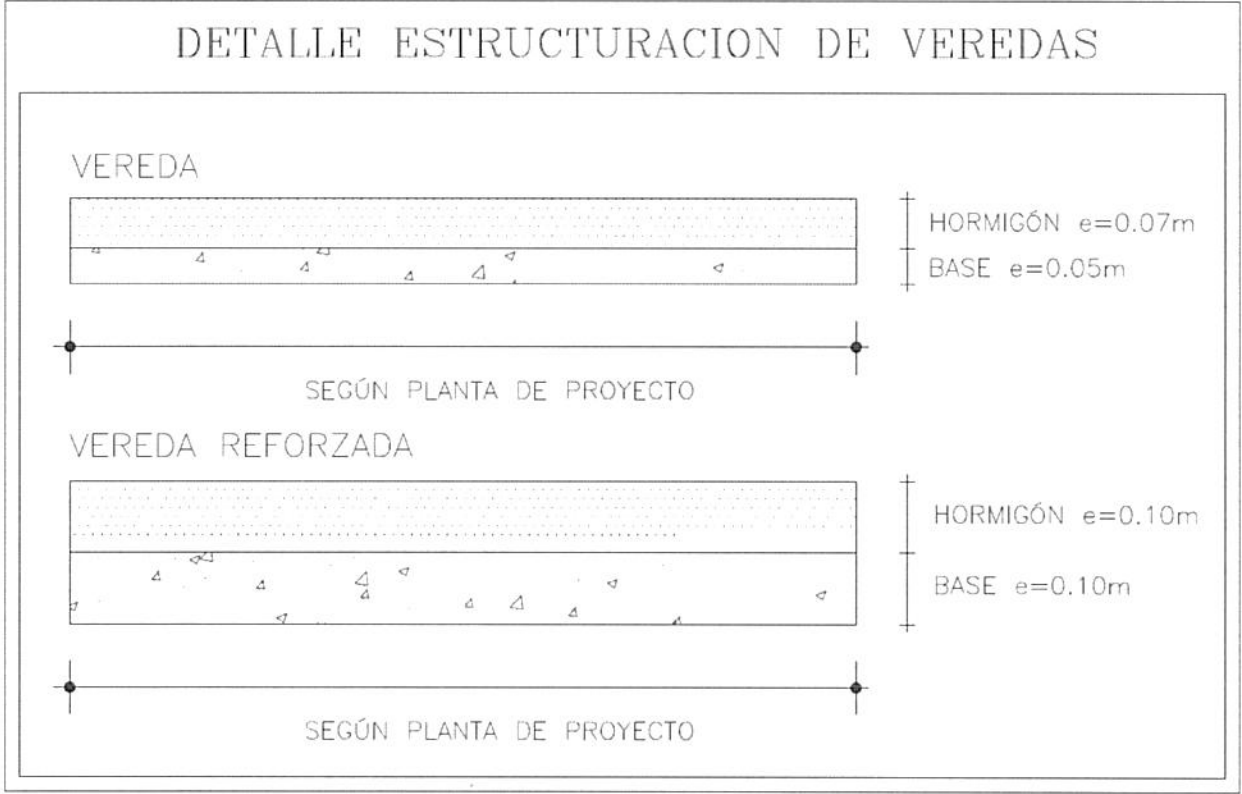 DETALLE ESTRUCTURACION DE VEREDAS
VEREDA
HORMIGÓN e=0.07m
BASE e=0.05m
SEGÚN PLANTA DE PROYECTO
VEREDA REFORZADA
HORMIGÓN e=0.10m
BASE e=0.10m
SEGÚN PLANTA DE PROYECTO